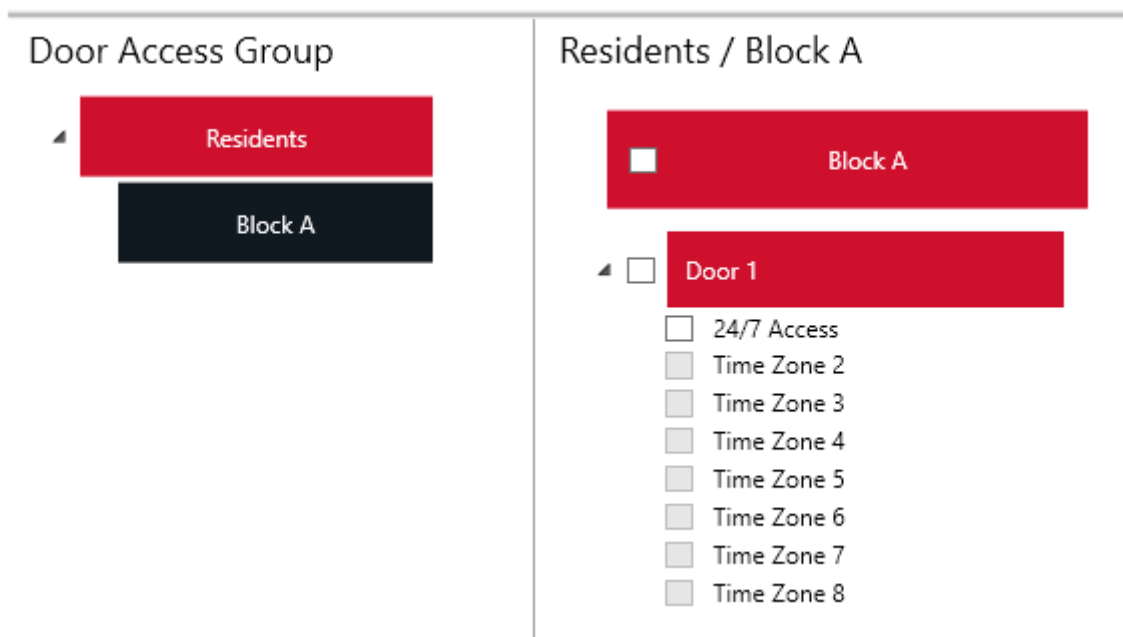 Door Access Group
Residents
Block A
Residents / Block A
Block A
Door 1
24/7 Access
Time Zone 2
Time Zone 3
Time Zone 4
Time Zone 5
Time Zone 6
Time Zone 7
Time Zone 8